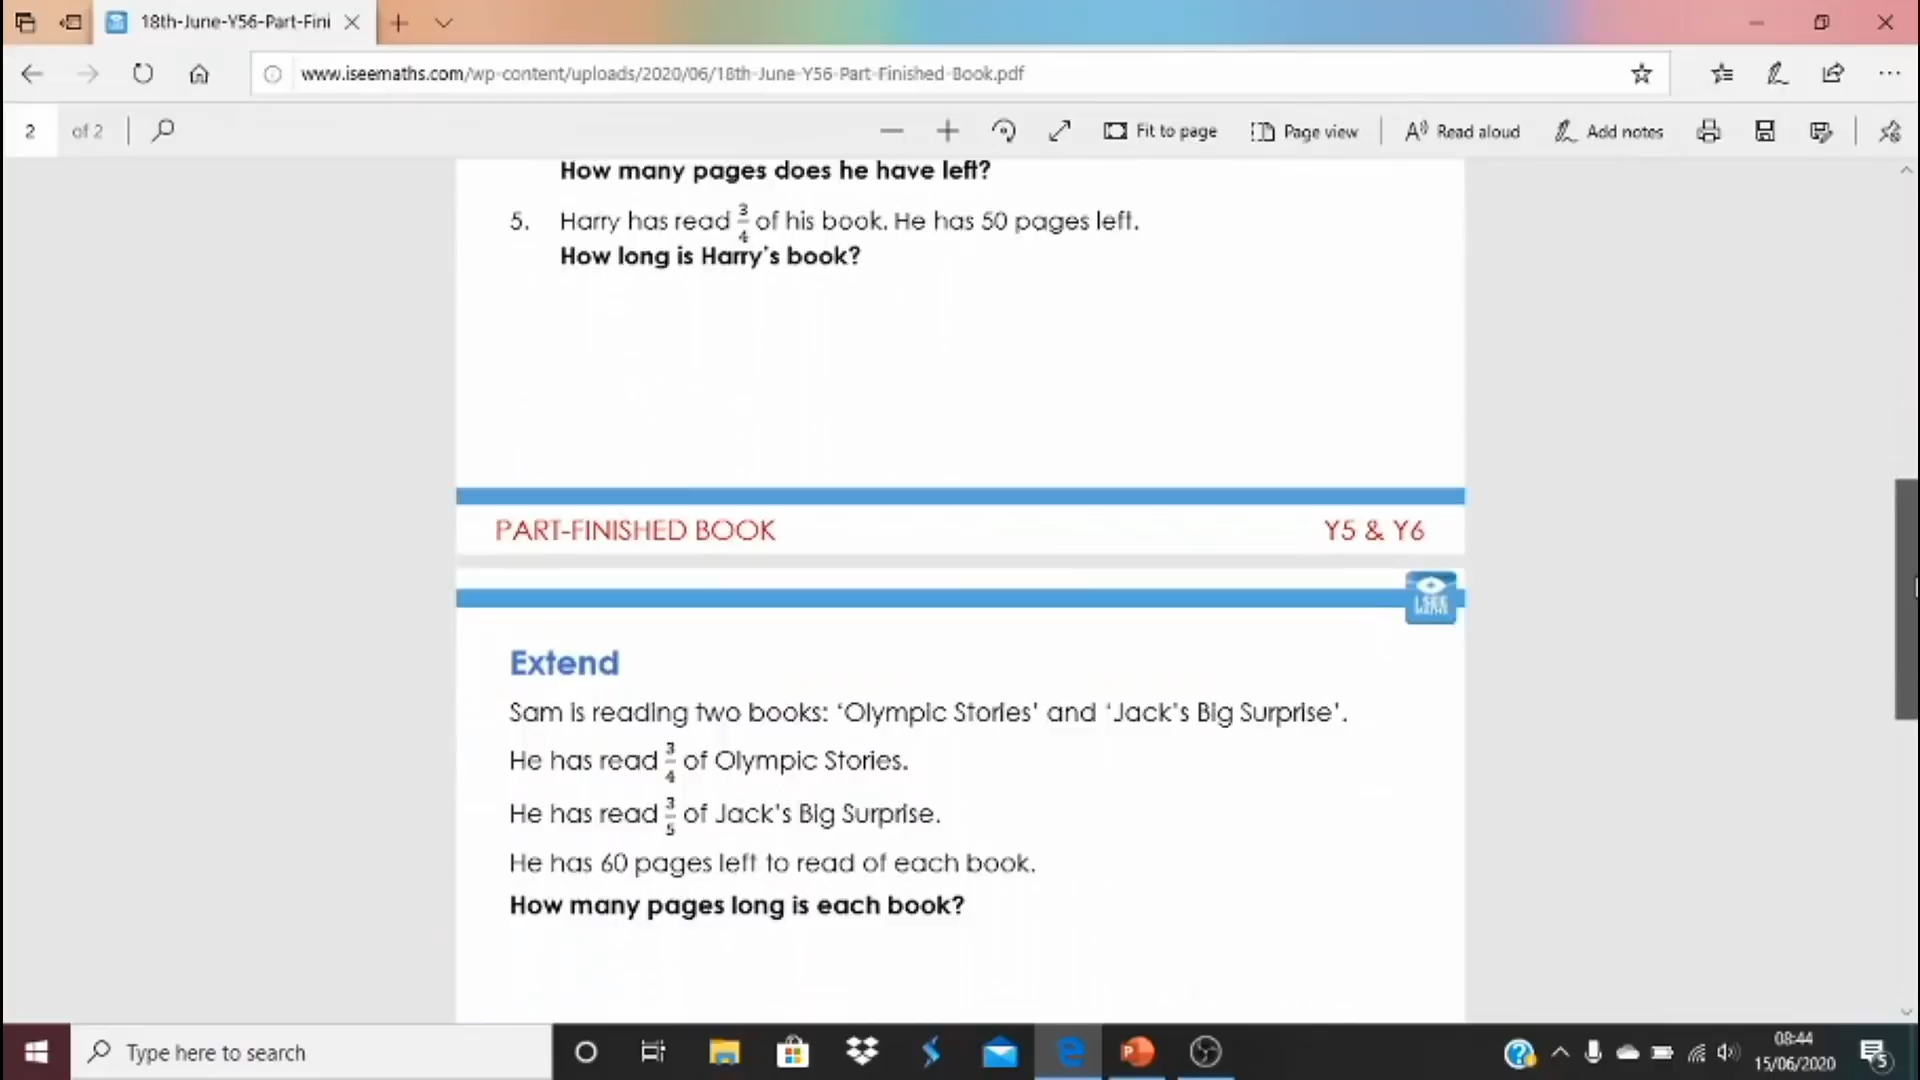 18th-June-Y56-Part-Fini
www.iseemaths.com/wp-content/uploads/2020/06/18th-June-Y56-Part-Finished-Book.pdf
2 of 2 Fit to page Page view Read aloud Add notes
How many pages does he have left?
5. Harry has read 3/4 of his book. He has 50 pages left.
How long is Harry's book?
PART-FINISHED BOOK Y5 & Y6
I SEE
MATHS
Extend
Sam is reading two books: ‘Olympic Stories’ and ‘Jack’s Big Surprise’.
He has read 3/4 of Olympic Stories.
He has read 3/5 of Jack’s Big Surprise.
He has 60 pages left to read of each book.
How many pages long is each book?
Type here to search
08:44
15/06/2020
5